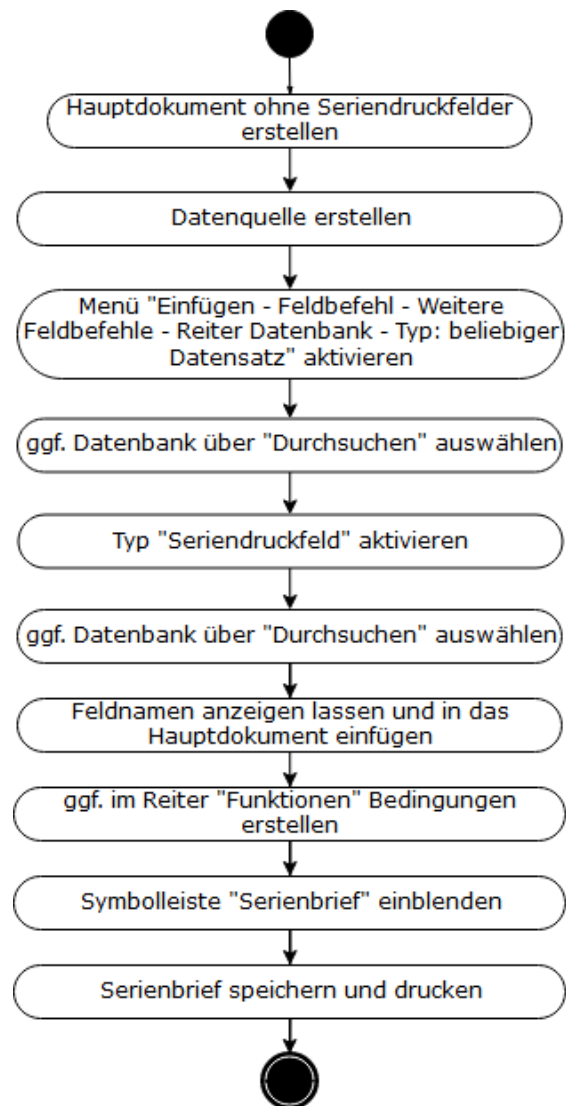 Hauptdokument ohne Seriendruckfelder
erstellen
Datenquelle erstellen
Menü "Einfügen - Feldbefehl - Weitere
Feldbefehle - Reiter Datenbank - Typ: beliebiger
Datensatz" aktivieren
ggf. Datenbank über "Durchsuchen" auswählen
Typ "Seriendruckfeld" aktivieren
ggf. Datenbank über "Durchsuchen" auswählen
Feldnamen anzeigen lassen und in das
Hauptdokument einfügen
ggf. im Reiter "Funktionen" Bedingungen
erstellen
Symbolleiste "Serienbrief" einblenden
Serienbrief speichern und drucken